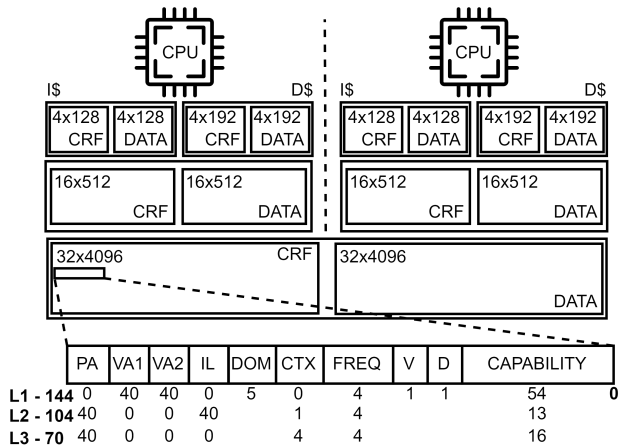 CPU CPU
I$ D$ I$ D$
4x128 4x128 4x192 4x192 4x128 4x128 4x192 4x192
CRF DATA CRF DATA CRF DATA CRF DATA
16x512 16x512 16x512 16x512
CRF DATA CRF DATA
32x4096 CRF 32x4096
DATA
PA VA1 VA2 IL DOM CTX FREQ V D CAPABILITY
L1 - 144 0 40 40 0 5 0 4 1 1 54 0
L2 - 104 40 0 0 40 1 4 13
L3 - 70 40 0 0 0 4 4 16